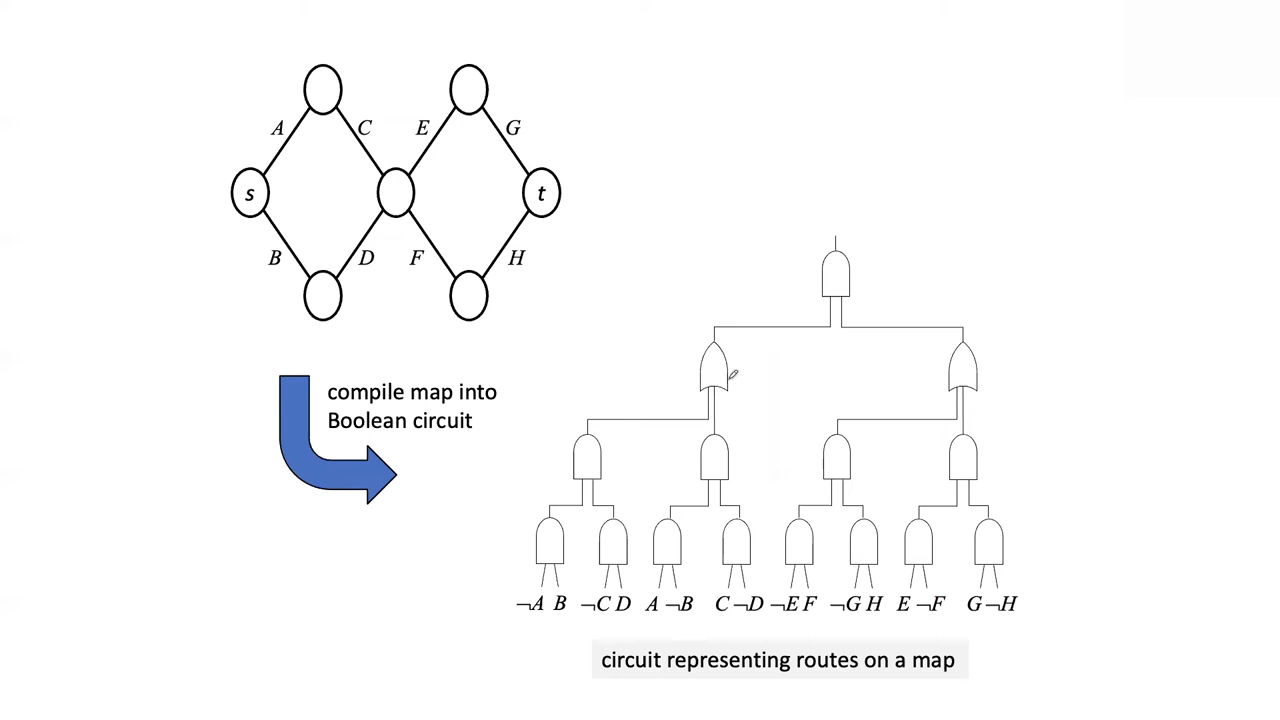 A C E G
s t
B D F H
compile map into
Boolean circuit
¬A B ¬C D A ¬B C ¬D ¬E F ¬G H E ¬F G ¬H
circuit representing routes on a map